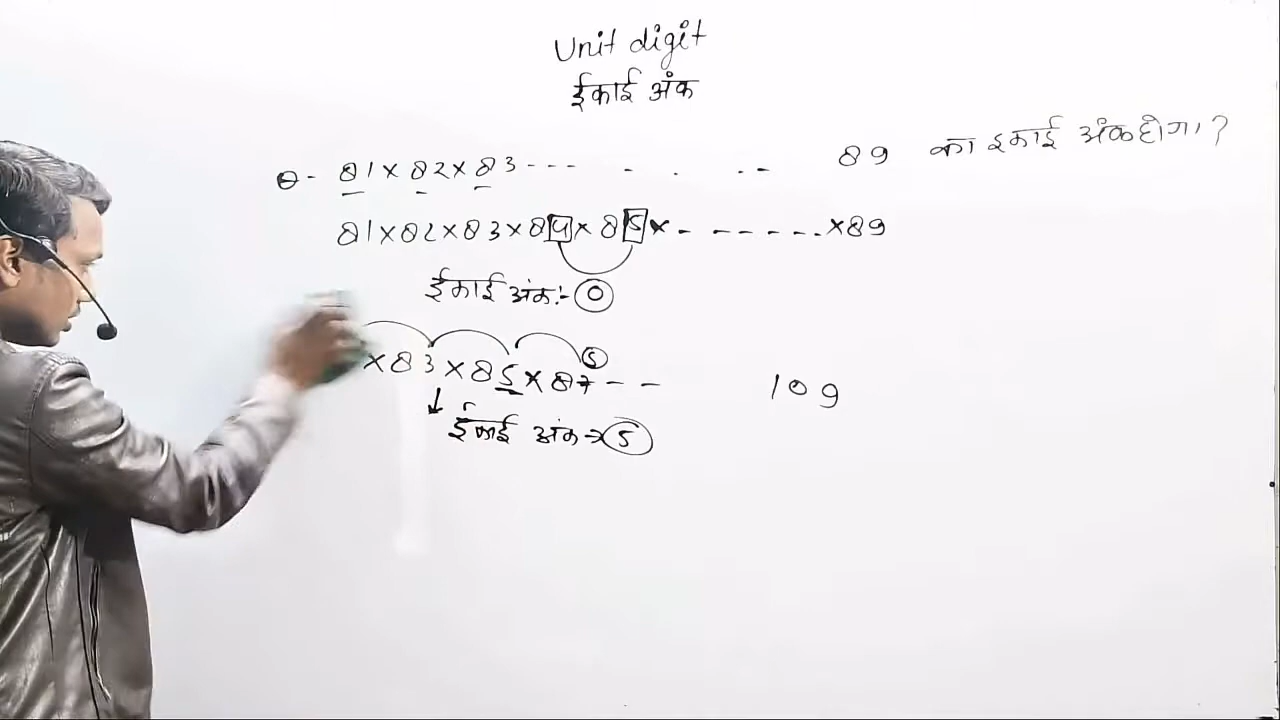 Unit digit
ईकाई अंक
Q- 81×82×83--- - . -- 89 का इकाई अंक होगा?
81×82×83×84×85×-------×89
ईकाई अंक:- 0
×83×85×87-- 109
5
ईकाई अंक→5